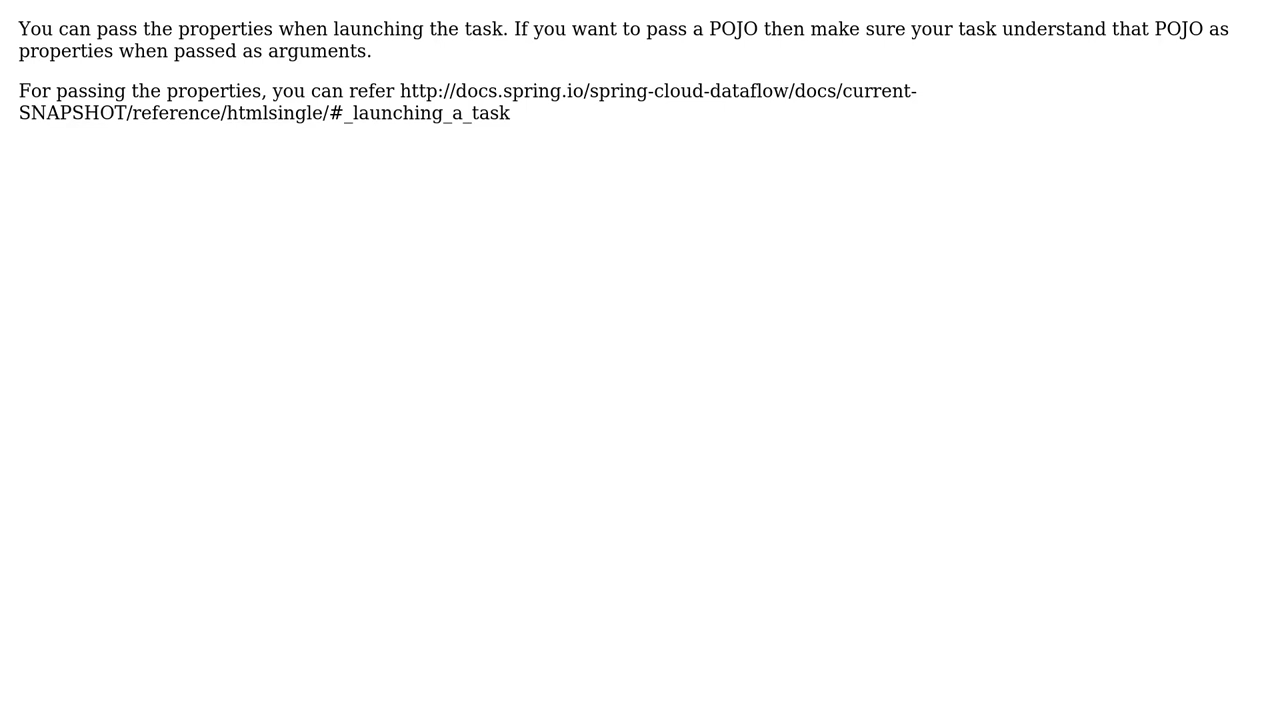 You can pass the properties when launching the task. If you want to pass a POJO then make sure your task understand that POJO as
properties when passed as arguments.
For passing the properties, you can refer http://docs.spring.io/spring-cloud-dataflow/docs/current-
SNAPSHOT/reference/htmlsingle/#_launching_a_task